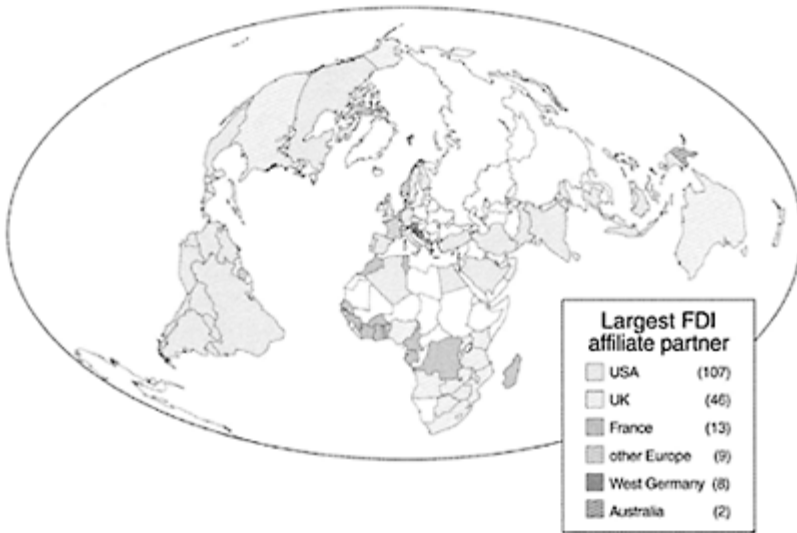 Largest FDI
affiliate partner
USA (107)
UK (46)
France (13)
other Europe (9)
West Germany (8)
Australia (2)